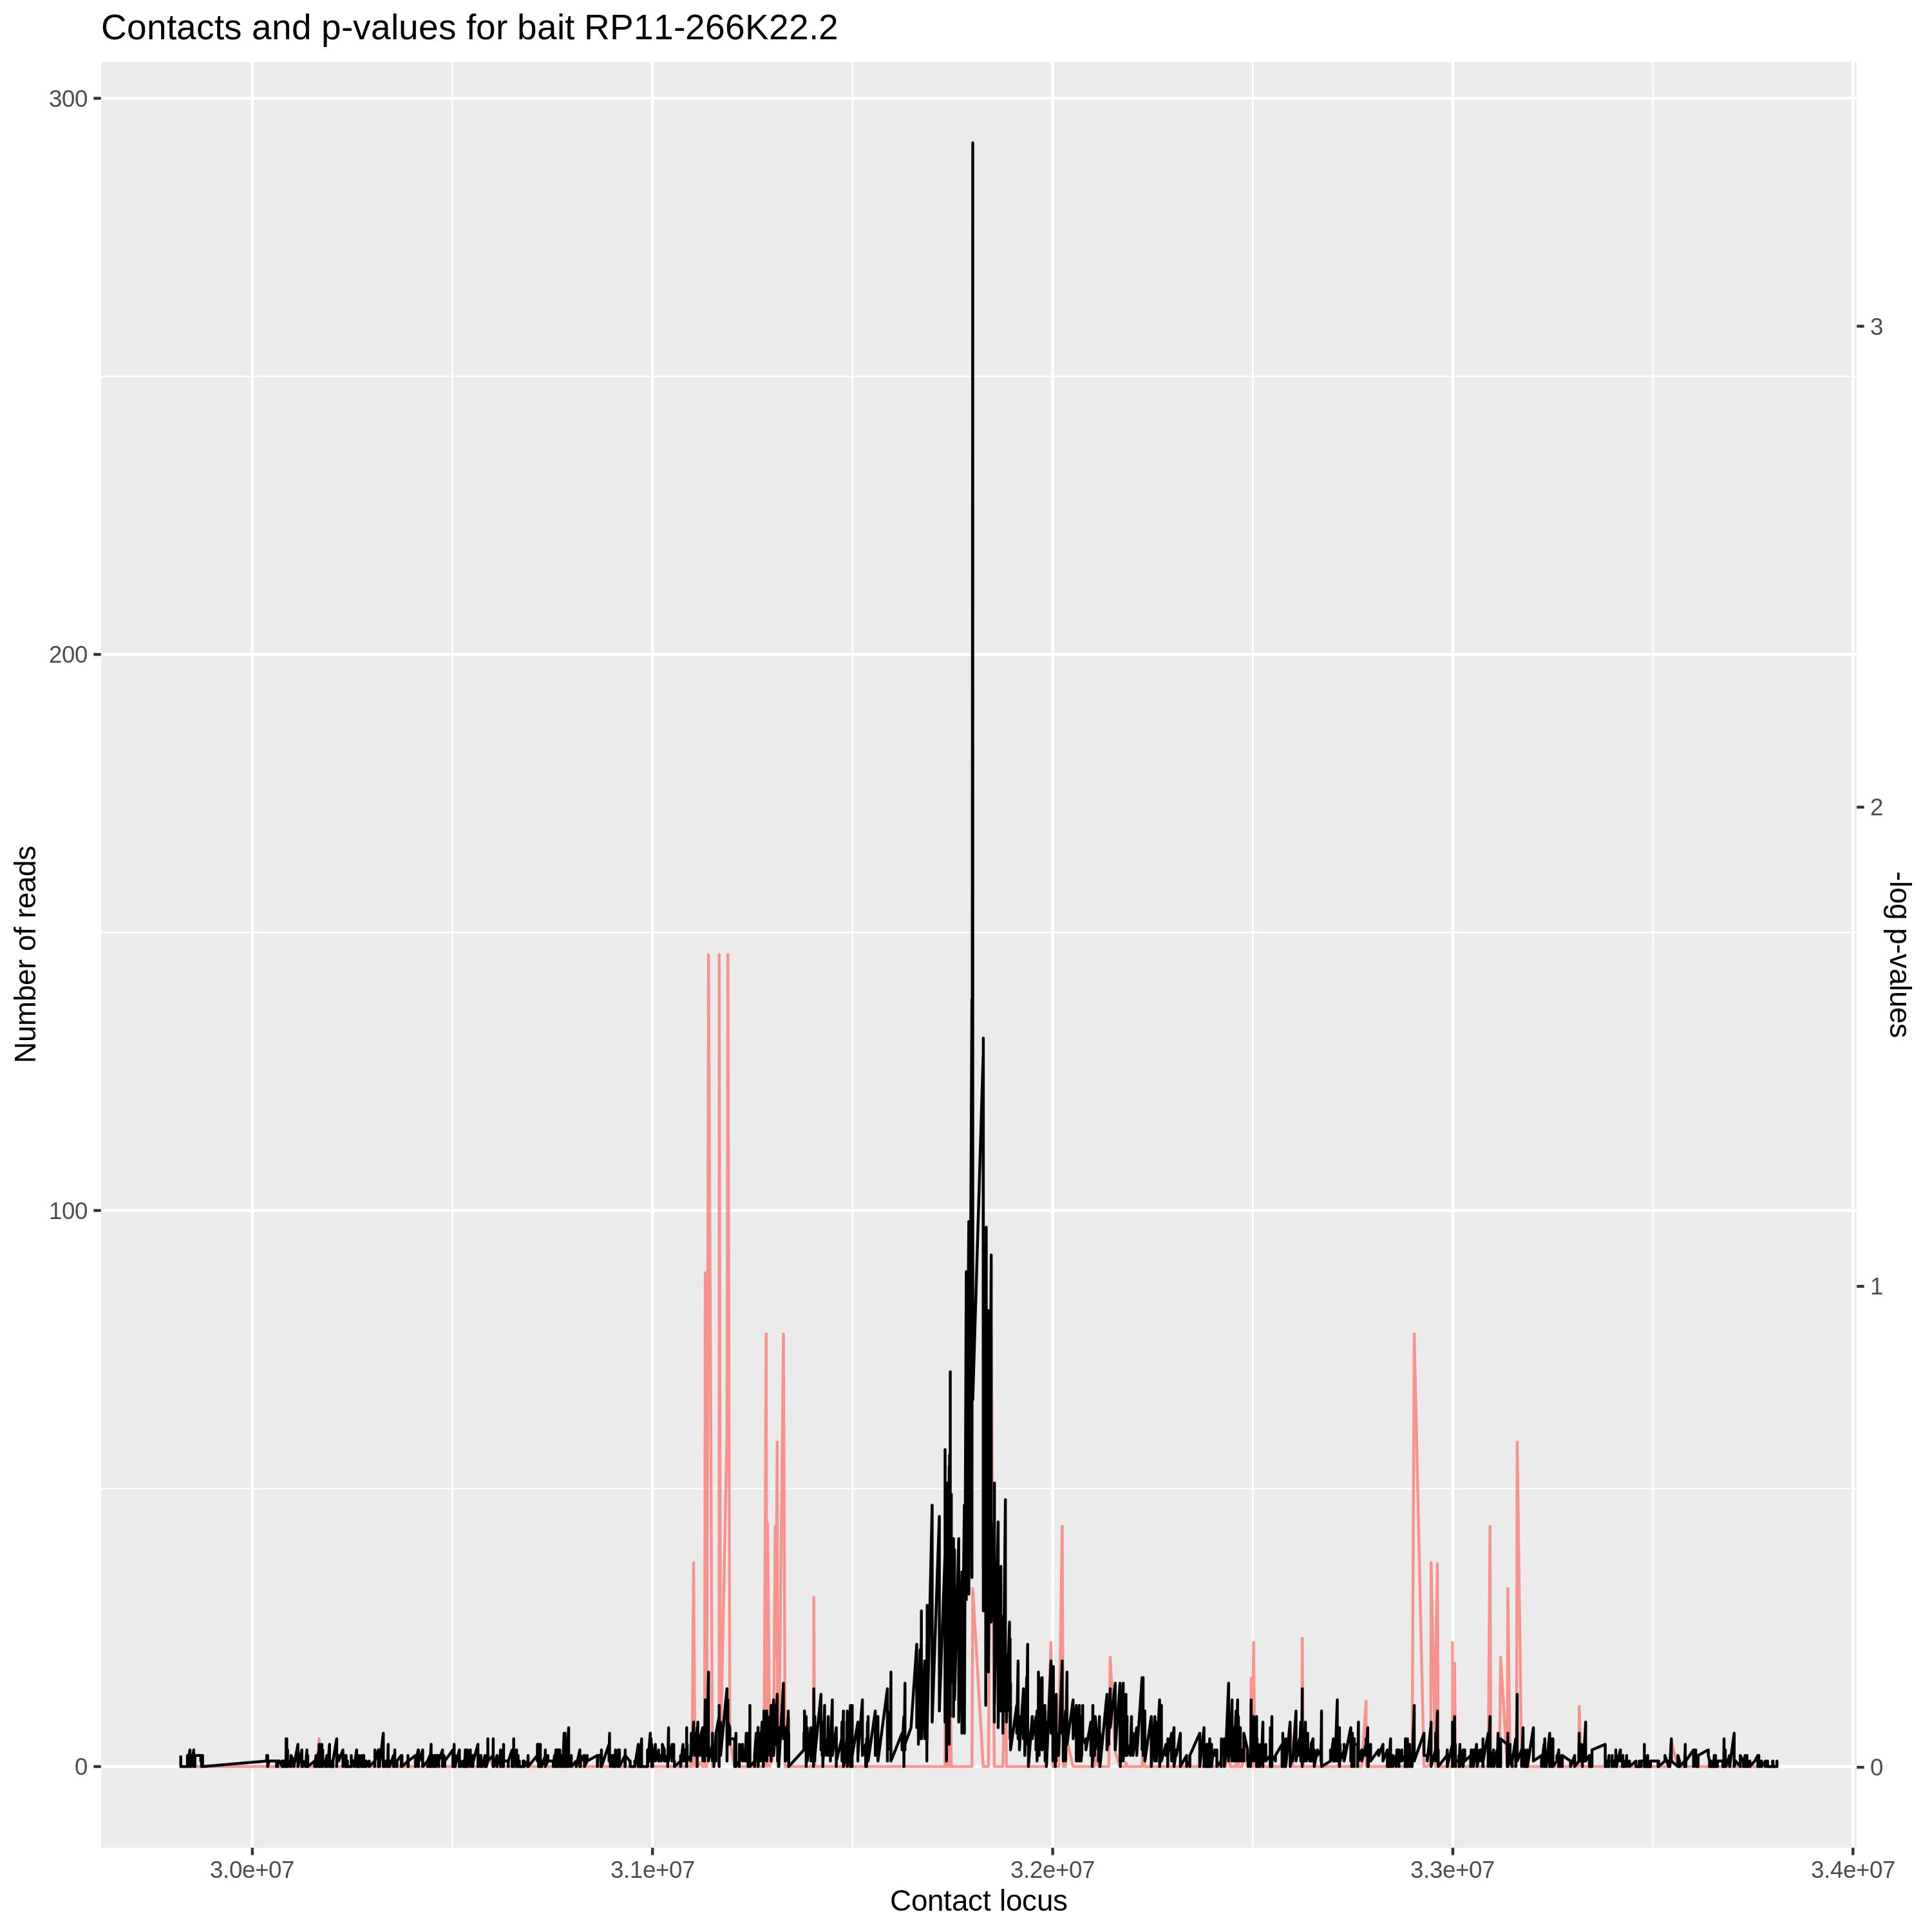 Contacts and p-values for bait RP11-266K22.2
300
200
100
0
Number of reads
3
2
1
0
-log p-values
3.0e+07
3.1e+07
3.2e+07
3.3e+07
3.4e+07
Contact locus